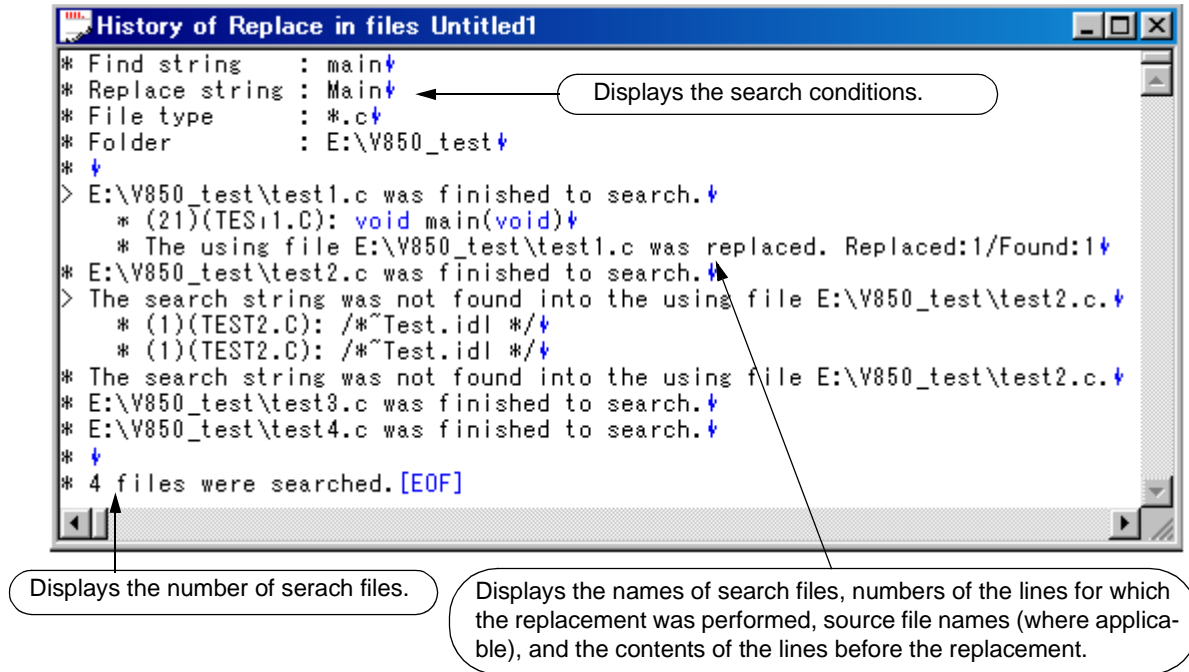 History of Replace in files Untitled1
* Find string : main
* Replace string : Main
Displays the search conditions.
* File type : *.c
* Folder : E:\V850_test
*
> E:\V850_test\test1.c was finished to search.
* (21)(TES11.C): void main(void)
* The using file E:\V850_test\test1.c was replaced. Replaced:1/Found:1
* E:\V850_test\test2.c was finished to search.
> The search string was not found into the using file E:\V850_test\test2.c.
* (1)(TEST2.C): /*~Test.idl */
* (1)(TEST2.C): /*~Test.idl */
* The search string was not found into the using file E:\V850_test\test2.c.
* E:\V850_test\test3.c was finished to search.
* E:\V850_test\test4.c was finished to search.
*
* 4 files were searched.[EOF]
Displays the number of serach files.
Displays the names of search files, numbers of the lines for which
the replacement was performed, source file names (where applica-
ble), and the contents of the lines before the replacement.